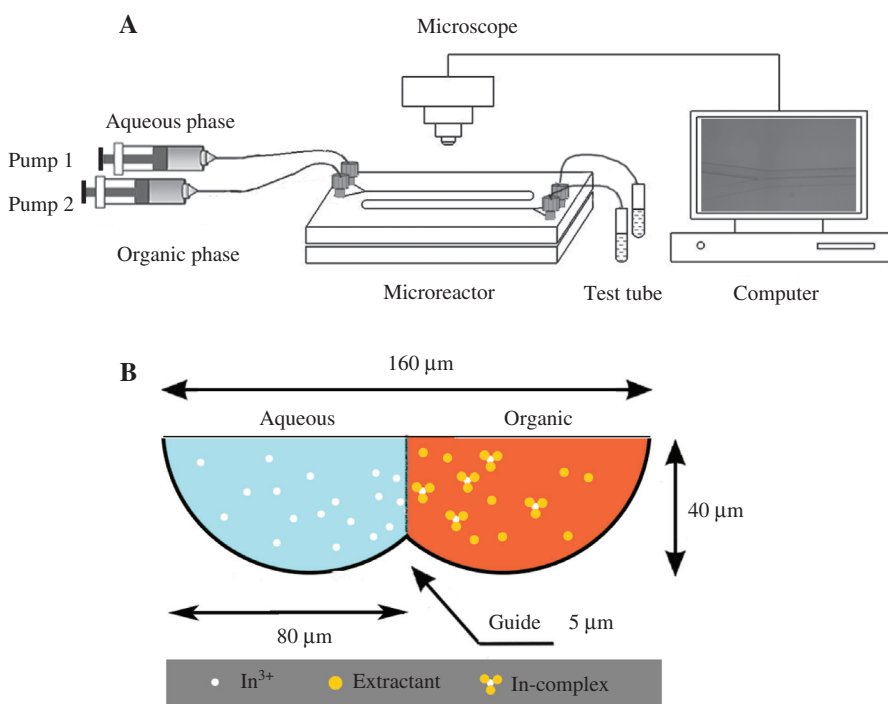 A
Microscope
Aqueous phase
Pump 1
Pump 2
Organic phase
Microreactor
Test tube
Computer
B
160 μm
Aqueous
Organic
40 μm
80 μm
Guide
5 μm
In³⁺
Extractant
In-complex